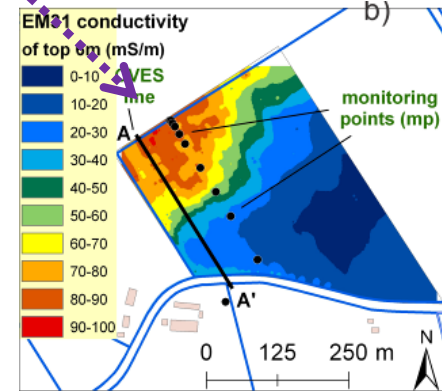 b)
EM31 conductivity
of top 6m (mS/m)
0-10
10-20
20-30
30-40
40-50
50-60
60-70
70-80
80-90
90-100
CVES
line
A
monitoring
points (mp)
A'
N
0 125 250 m